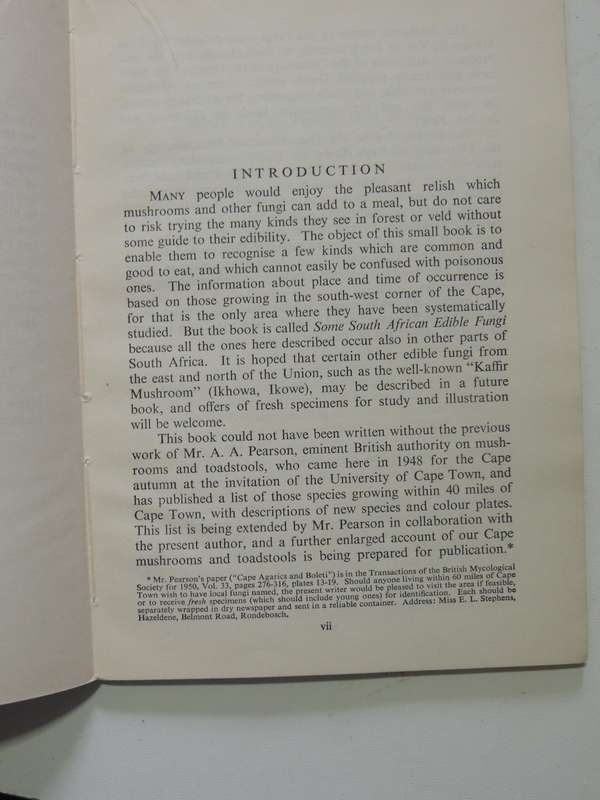 INTRODUCTION
MANY people would enjoy the pleasant relish which
mushrooms and other fungi can add to a meal, but do not care
to risk trying the many kinds they see in forest or veld without
some guide to their edibility. The object of this small book is to
enable them to recognise a few kinds which are common and
good to eat, and which cannot easily be confused with poisonous
ones. The information about place and time of occurrence is
based on those growing in the south-west corner of the Cape,
for that is the only area where they have been systematically
studied. But the book is called Some South African Edible Fungi
because all the ones here described occur also in other parts of
South Africa. It is hoped that certain other edible fungi from
the east and north of the Union, such as the well-known “Kaffir
Mushroom” (Ikhowa, Ikowe), may be described in a future
book, and offers of fresh specimens for study and illustration
will be welcome.
This book could not have been written without the previous
work of Mr. A. A. Pearson, eminent British authority on mush-
rooms and toadstools, who came here in 1948 for the Cape
autumn at the invitation of the University of Cape Town, and
has published a list of those species growing within 40 miles of
Cape Town, with descriptions of new species and colour plates.
This list is being extended by Mr. Pearson in collaboration with
the present author, and a further enlarged account of our Cape
mushrooms and toadstools is being prepared for publication.*
* Mr. Pearson's paper (“Cape Agarics and Boleti”) is in the Transactions of the British Mycological
Society for 1950, Vol. 33, pages 276-316, plates 13-19. Should anyone living within 60 miles of Cape
Town wish to have local fungi named, the present writer would be pleased to visit the area if feasible,
or to receive fresh specimens (which should include young ones) for identification. Each should be
separately wrapped in dry newspaper and sent in a reliable container. Address: Miss E. L. Stephens,
Hazeldene, Belmont Road, Rondebosch.
vii